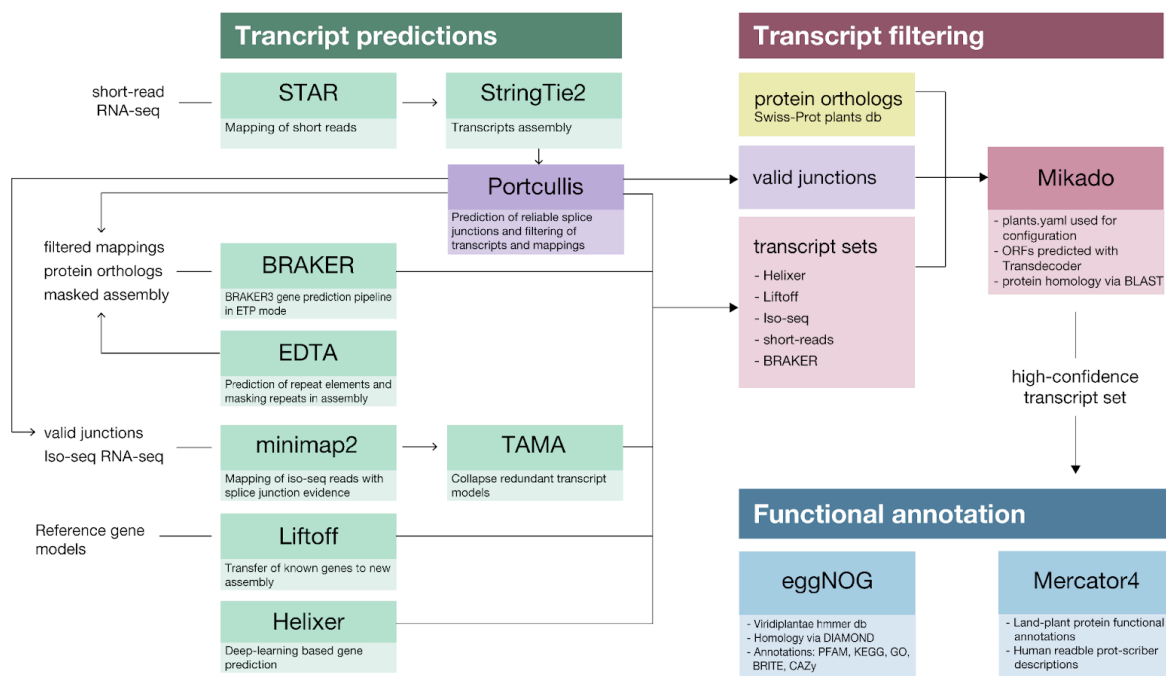 Trancript predictions
short-read
RNA-seq
STAR
Mapping of short reads
StringTie2
Transcripts assembly
Portcullis
Prediction of reliable splice
junctions and filtering of
transcripts and mappings
filtered mappings
protein orthologs
masked assembly
BRAKER
BRAKER3 gene prediction pipeline
in ETP mode
EDTA
Prediction of repeat elements and
masking repeats in assembly
valid junctions
Iso-seq RNA-seq
minimap2
Mapping of iso-seq reads with
splice junction evidence
TAMA
Collapse redundant transcript
models
Reference gene
models
Liftoff
Transfer of known genes to new
assembly
Helixer
Deep-learning based gene
prediction
Transcript filtering
protein orthologs
Swiss-Prot plants db
valid junctions
transcript sets
- Helixer
- Liftoff
- Iso-seq
- short-reads
- BRAKER
Mikado
- plants.yaml used for
configuration
- ORFs predicted with
Transdecoder
- protein homology via BLAST
high-confidence
transcript set
Functional annotation
eggNOG
- Viridiplantae hmmer db
- Homology via DIAMOND
- Annotations: PFAM, KEGG, GO,
BRITE, CAZy
Mercator4
- Land-plant protein functional
annotations
- Human readble prot-scriber
descriptions